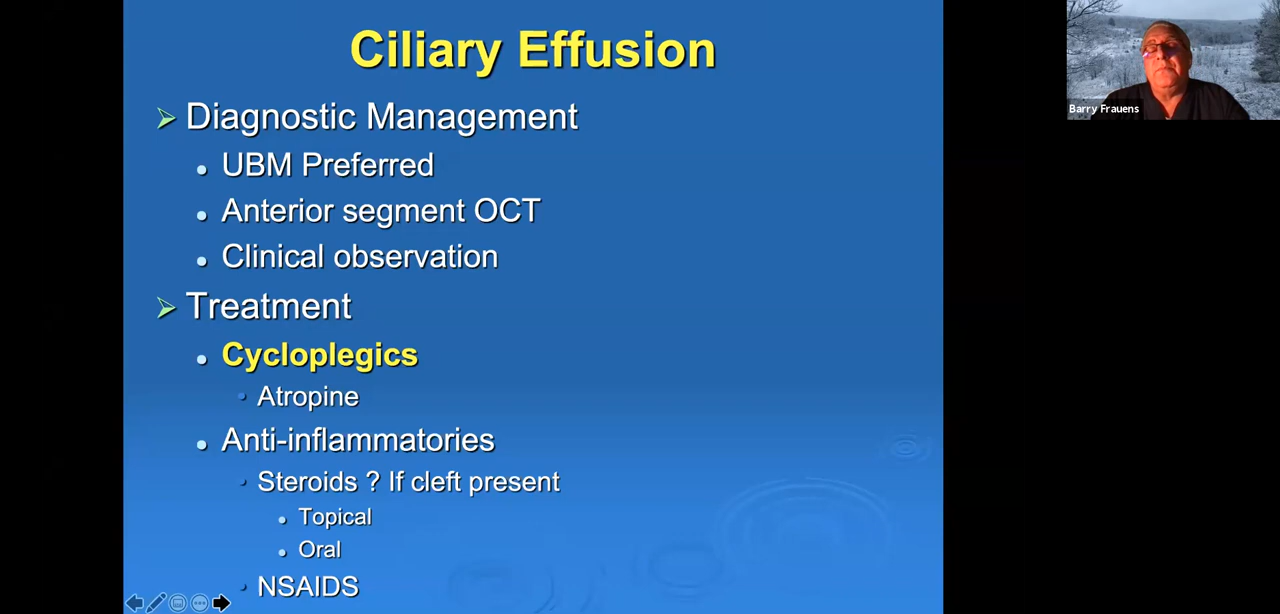 Ciliary Effusion
Diagnostic Management
UBM Preferred
Anterior segment OCT
Clinical observation
Treatment
Cycloplegics
Atropine
Anti-inflammatories
Steroids ? If cleft present
Topical
Oral
NSAIDS
Barry Frauens